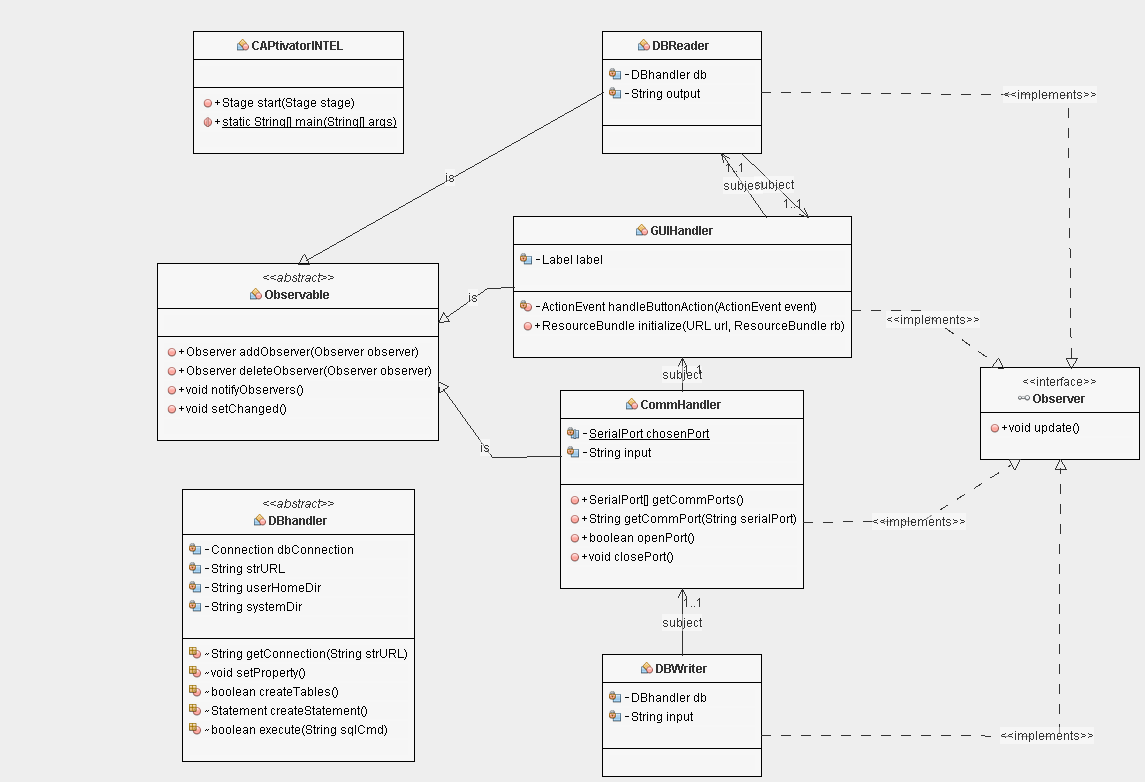 CAPtivatorINTEL
+Stage start(Stage stage)
+static String[] main(String[] args)
DBReader
-DBhandler db
-String output
<<implements>>
is
1..1
subject
subject
1..1
GUIHandler
-Label label
-ActionEvent handleButtonAction(ActionEvent event)
+ResourceBundle initialize(URL url, ResourceBundle rb)
<<abstract>>
Observable
+Observer addObserver(Observer observer)
+Observer deleteObserver(Observer observer)
+void notifyObservers()
+void setChanged()
is
<<implements>>
1..1
subject
<<interface>>
Observer
+void update()
CommHandler
-SerialPort chosenPort
-String input
+SerialPort[] getCommPorts()
+String getCommPort(String serialPort)
+boolean openPort()
+void closePort()
is
<<implements>>
<<abstract>>
DBhandler
-Connection dbConnection
-String strURL
-String userHomeDir
-String systemDir
~String getConnection(String strURL)
~void setProperty()
~boolean createTables()
~Statement createStatement()
~boolean execute(String sqlCmd)
1..1
subject
DBWriter
-DBhandler db
-String input
<<implements>>